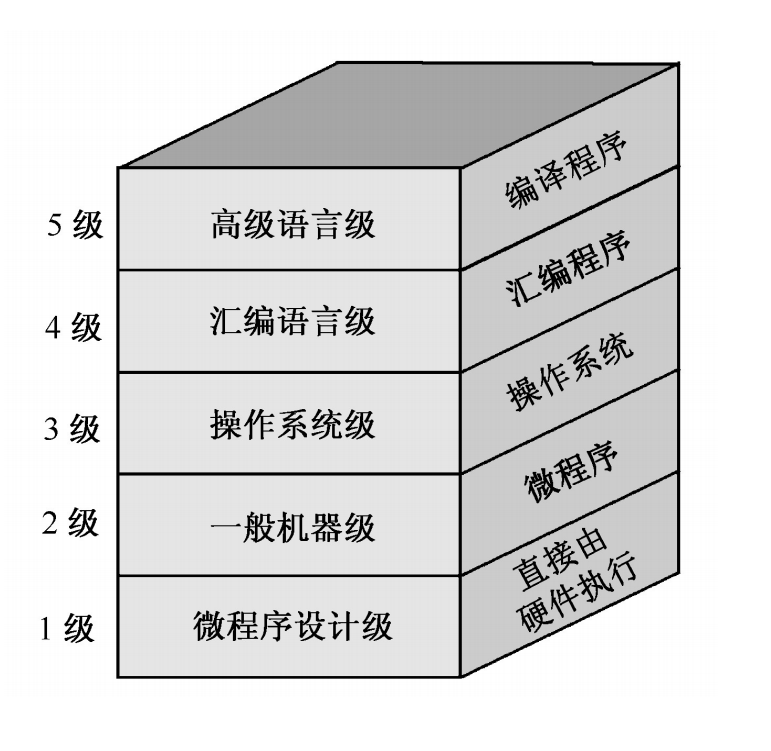 5 级
高级语言级
编译程序
4 级
汇编语言级
汇编程序
3 级
操作系统级
操作系统
2 级
一般机器级
微程序
1 级
微程序设计级
直接由
硬件执行